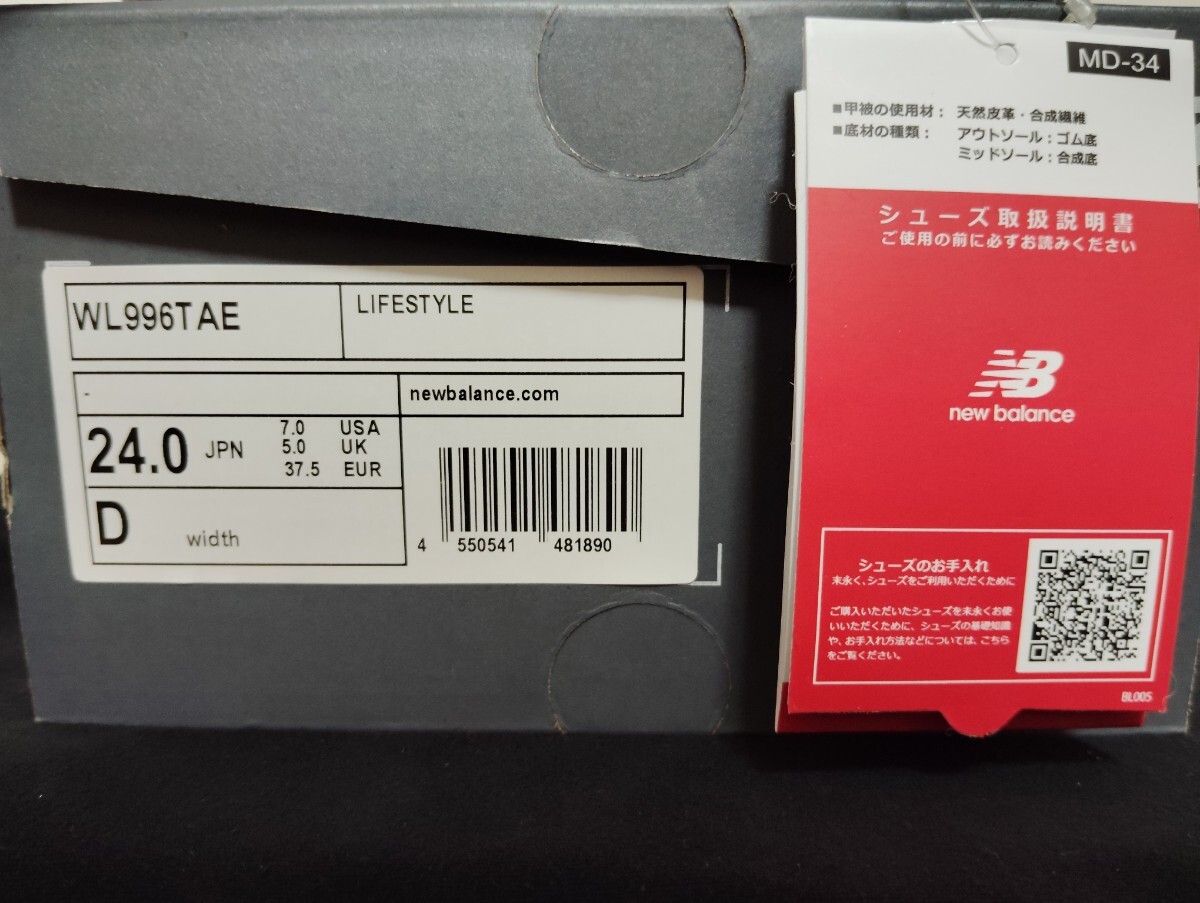 WL996TAE
LIFESTYLE
-
newbalance.com
24.0 JPN
7.0 USA
5.0 UK
37.5 EUR
D width
4 550541 481890
MD-34
■甲被の使用材： 天然皮革・合成繊維
■底材の種類： アウトソール：ゴム底
ミッドソール：合成底
シューズ取扱説明書
ご使用の前に必ずお読みください
NB
new balance
シューズのお手入れ
末永く、シューズをご利用いただくために
ご購入いただいたシューズを末永くお使
いいただくために、シューズの基礎知識
や、お手入れ方法などについては、こちら
をご覧ください。
BL005